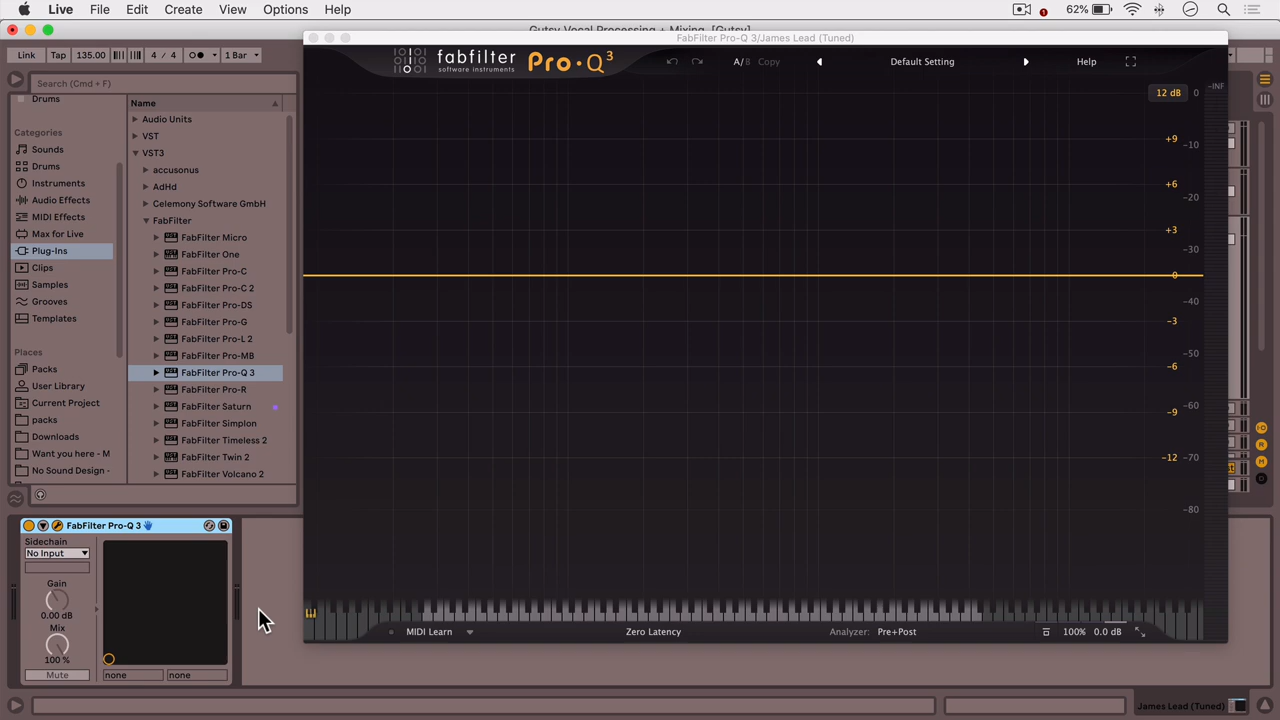 Live File Edit Create View Options Help 62%
Gutsy Vocal Processing + Mixing [Gutsy]
Link Tap 135.00 4 / 4 1 Bar
FabFilter Pro-Q 3/James Lead (Tuned)
fabfilter
software instruments
Pro·Q3
A/B Copy Default Setting Help
Search (Cmd + F)
Drums
Categories
Sounds
Drums
Instruments
Audio Effects
MIDI Effects
Max for Live
Plug-Ins
Clips
Samples
Grooves
Templates
Places
Packs
User Library
Current Project
packs
Downloads
Want you here - M
No Sound Design -
Name
Audio Units
VST
VST3
accusonus
AdHd
Celemony Software GmbH
FabFilter
FabFilter Micro
FabFilter One
FabFilter Pro-C
FabFilter Pro-C 2
FabFilter Pro-DS
FabFilter Pro-G
FabFilter Pro-L 2
FabFilter Pro-MB
FabFilter Pro-Q 3
FabFilter Pro-R
FabFilter Saturn
FabFilter Simplon
FabFilter Timeless 2
FabFilter Twin 2
FabFilter Volcano 2
12 dB 0 -INF
+9 -10
+6 -20
+3 -30
0 -40
-3 -50
-6 -60
-9 -70
-12 -80
MIDI Learn Zero Latency Analyzer: Pre+Post 100% 0.0 dB
FabFilter Pro-Q 3
Sidechain
No Input
Gain
0.00 dB
Mix
100 %
Mute none none
James Lead (Tuned)